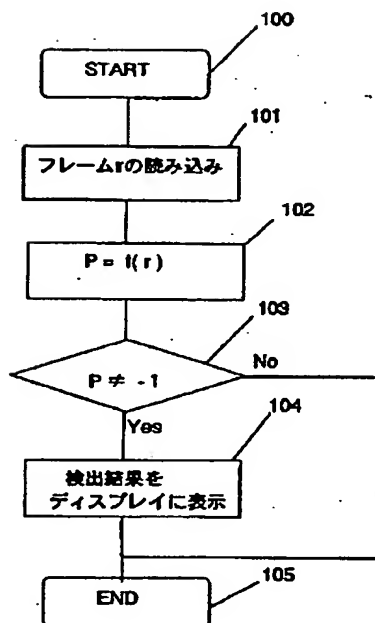 100
START
101
フレームrの読み込み
102
P = f(r)
103
P ≠ -1
No
Yes
104
検出結果を
ディスプレイに表示
105
END